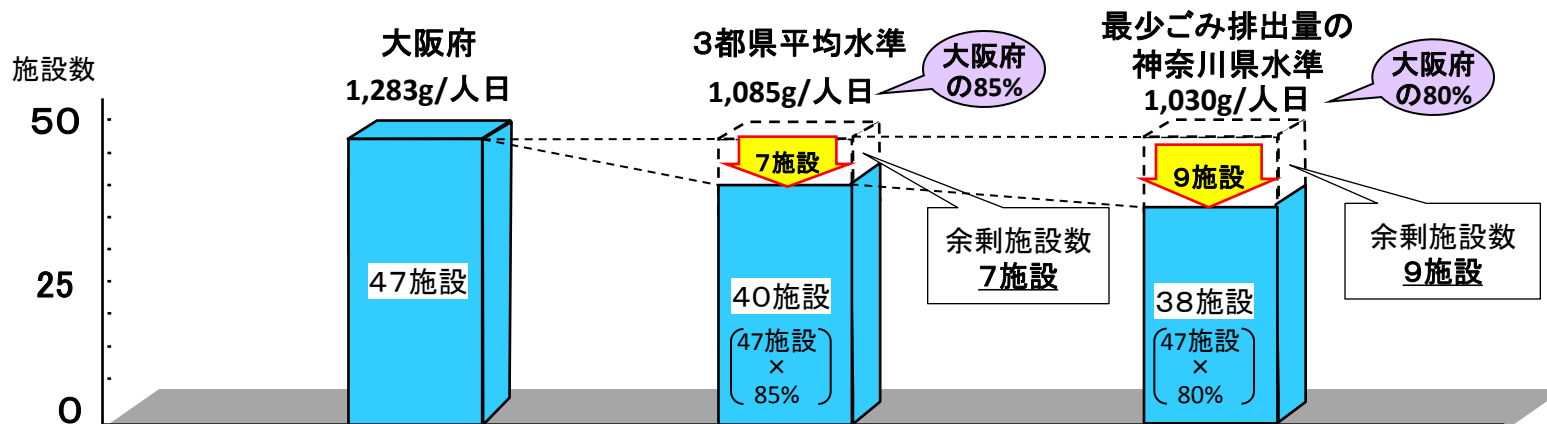 施設数
50
25
0
大阪府
1,283g/人日
47施設
3都県平均水準
1,085g/人日
大阪府
の85%
7施設
40施設
47施設
×
85%
余剰施設数
7施設
最少ごみ排出量の
神奈川県水準
1,030g/人日
大阪府
の80%
9施設
38施設
47施設
×
80%
余剰施設数
9施設